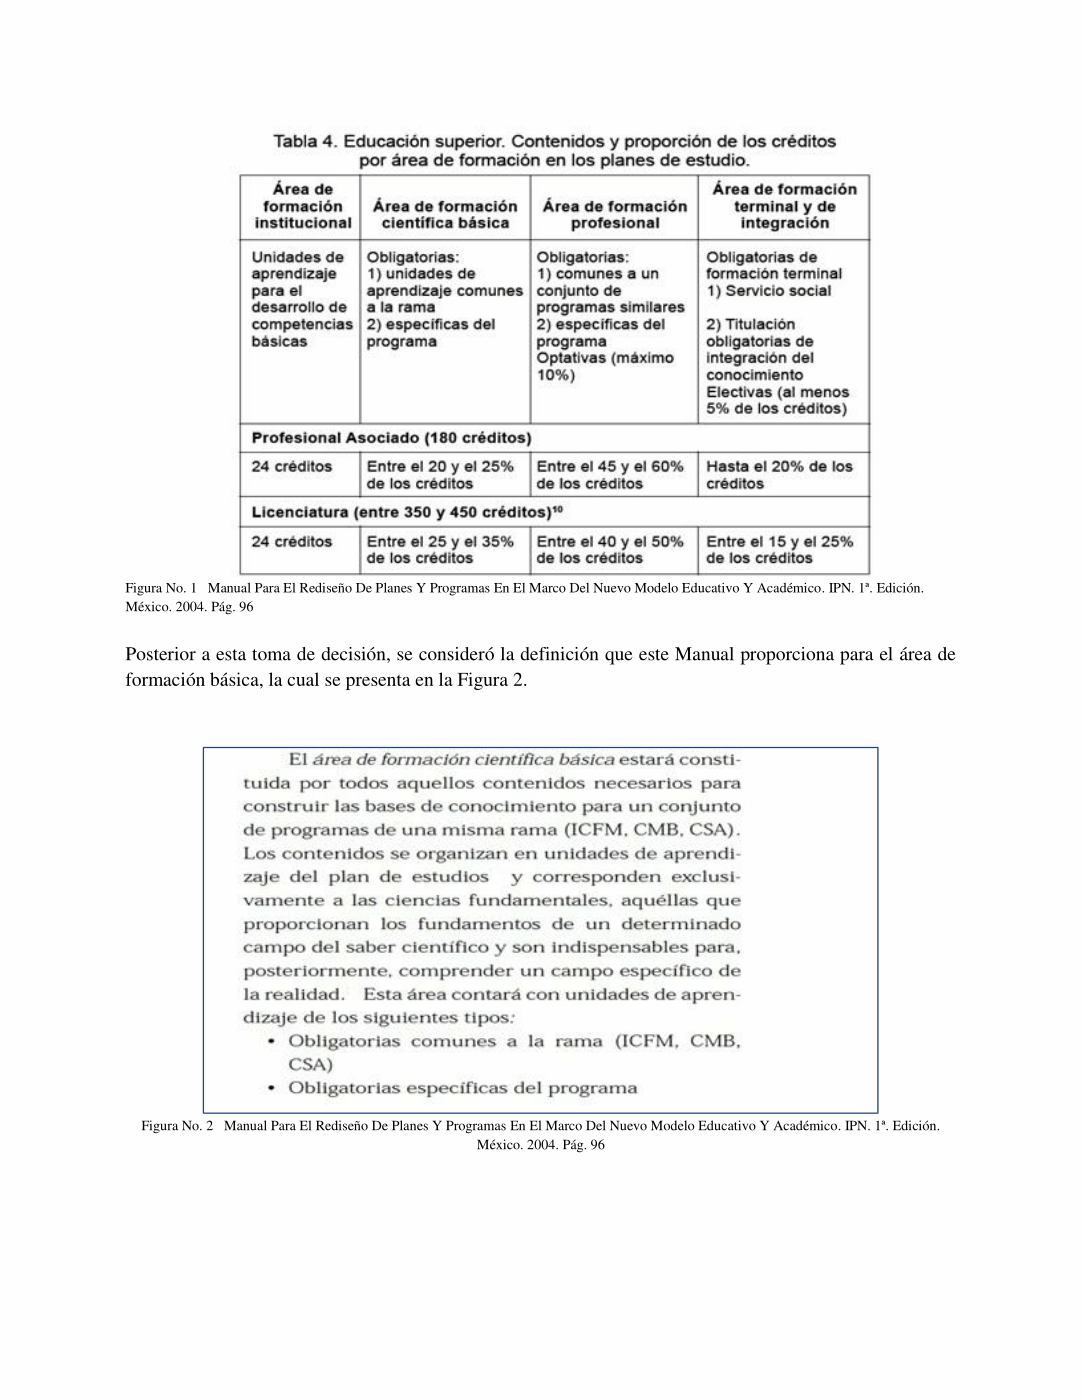 Tabla 4. Educación superior. Contenidos y proporción de los créditos
por área de formación en los planes de estudio.
Área de
formación
institucional
Área de formación
científica básica
Área de formación
profesional
Área de formación
terminal y de
integración
Unidades de
aprendizaje
para el
desarrollo de
competencias
básicas
Obligatorias:
1) unidades de
aprendizaje comunes
a la rama
2) específicas del
programa
Obligatorias:
1) comunes a un
conjunto de
programas similares
2) específicas del
programa
Optativas (máximo
10%)
Obligatorias de
formación terminal
1) Servicio social
2) Titulación
obligatorias de
integración del
conocimiento
Electivas (al menos
5% de los créditos)
Profesional Asociado (180 créditos)
24 créditos
Entre el 20 y el 25%
de los créditos
Entre el 45 y el 60%
de los créditos
Hasta el 20% de los
créditos
Licenciatura (entre 350 y 450 créditos)¹⁰
24 créditos
Entre el 25 y el 35%
de los créditos
Entre el 40 y el 50%
de los créditos
Entre el 15 y el 25%
de los créditos
Figura No. 1 Manual Para El Rediseño De Planes Y Programas En El Marco Del Nuevo Modelo Educativo Y Académico. IPN. 1ª. Edición.
México. 2004. Pág. 96
Posterior a esta toma de decisión, se consideró la definición que este Manual proporciona para el área de
formación básica, la cual se presenta en la Figura 2.
El área de formación científica básica estará consti-
tuida por todos aquellos contenidos necesarios para
construir las bases de conocimiento para un conjunto
de programas de una misma rama (ICFM, CMB, CSA).
Los contenidos se organizan en unidades de aprendi-
zaje del plan de estudios y corresponden exclusi-
vamente a las ciencias fundamentales, aquéllas que
proporcionan los fundamentos de un determinado
campo del saber científico y son indispensables para,
posteriormente, comprender un campo específico de
la realidad. Esta área contará con unidades de apren-
dizaje de los siguientes tipos:
• Obligatorias comunes a la rama (ICFM, CMB,
CSA)
• Obligatorias específicas del programa
Figura No. 2 Manual Para El Rediseño De Planes Y Programas En El Marco Del Nuevo Modelo Educativo Y Académico. IPN. 1ª. Edición.
México. 2004. Pág. 96